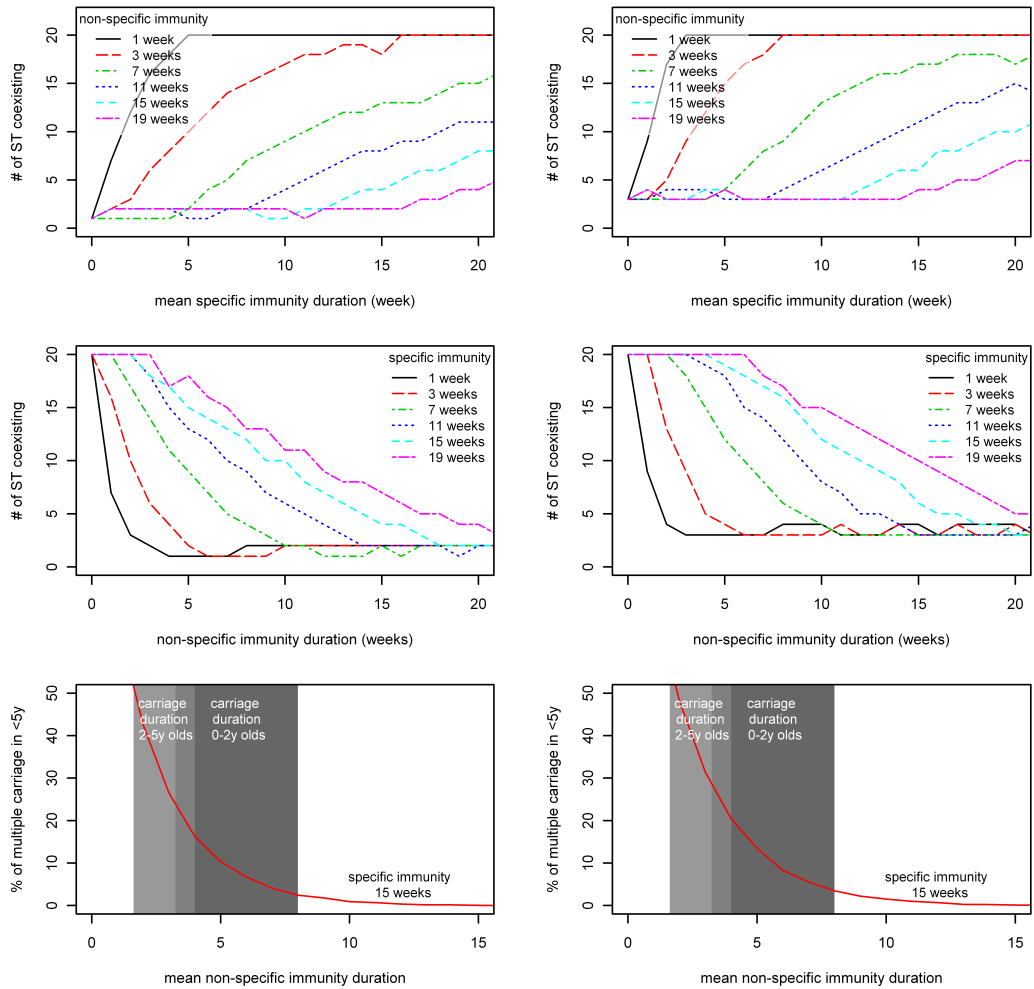 non-specific immunity
1 week
3 weeks
7 weeks
11 weeks
15 weeks
19 weeks
# of ST coexisting
0
5
10
15
20
0 5 10 15 20
mean specific immunity duration (week)
non-specific immunity
1 week
3 weeks
7 weeks
11 weeks
15 weeks
19 weeks
# of ST coexisting
0
5
10
15
20
0 5 10 15 20
mean specific immunity duration (week)
specific immunity
1 week
3 weeks
7 weeks
11 weeks
15 weeks
19 weeks
# of ST coexisting
0
5
10
15
20
0 5 10 15 20
non-specific immunity duration (weeks)
specific immunity
1 week
3 weeks
7 weeks
11 weeks
15 weeks
19 weeks
# of ST coexisting
0
5
10
15
20
0 5 10 15 20
non-specific immunity duration (weeks)
carriage
duration
2-5y olds
carriage
duration
0-2y olds
specific immunity
15 weeks
% of multiple carriage in <5y
0
10
20
30
40
50
0 5 10 15
mean non-specific immunity duration
carriage
duration
2-5y olds
carriage
duration
0-2y olds
specific immunity
15 weeks
% of multiple carriage in <5y
0
10
20
30
40
50
0 5 10 15
mean non-specific immunity duration